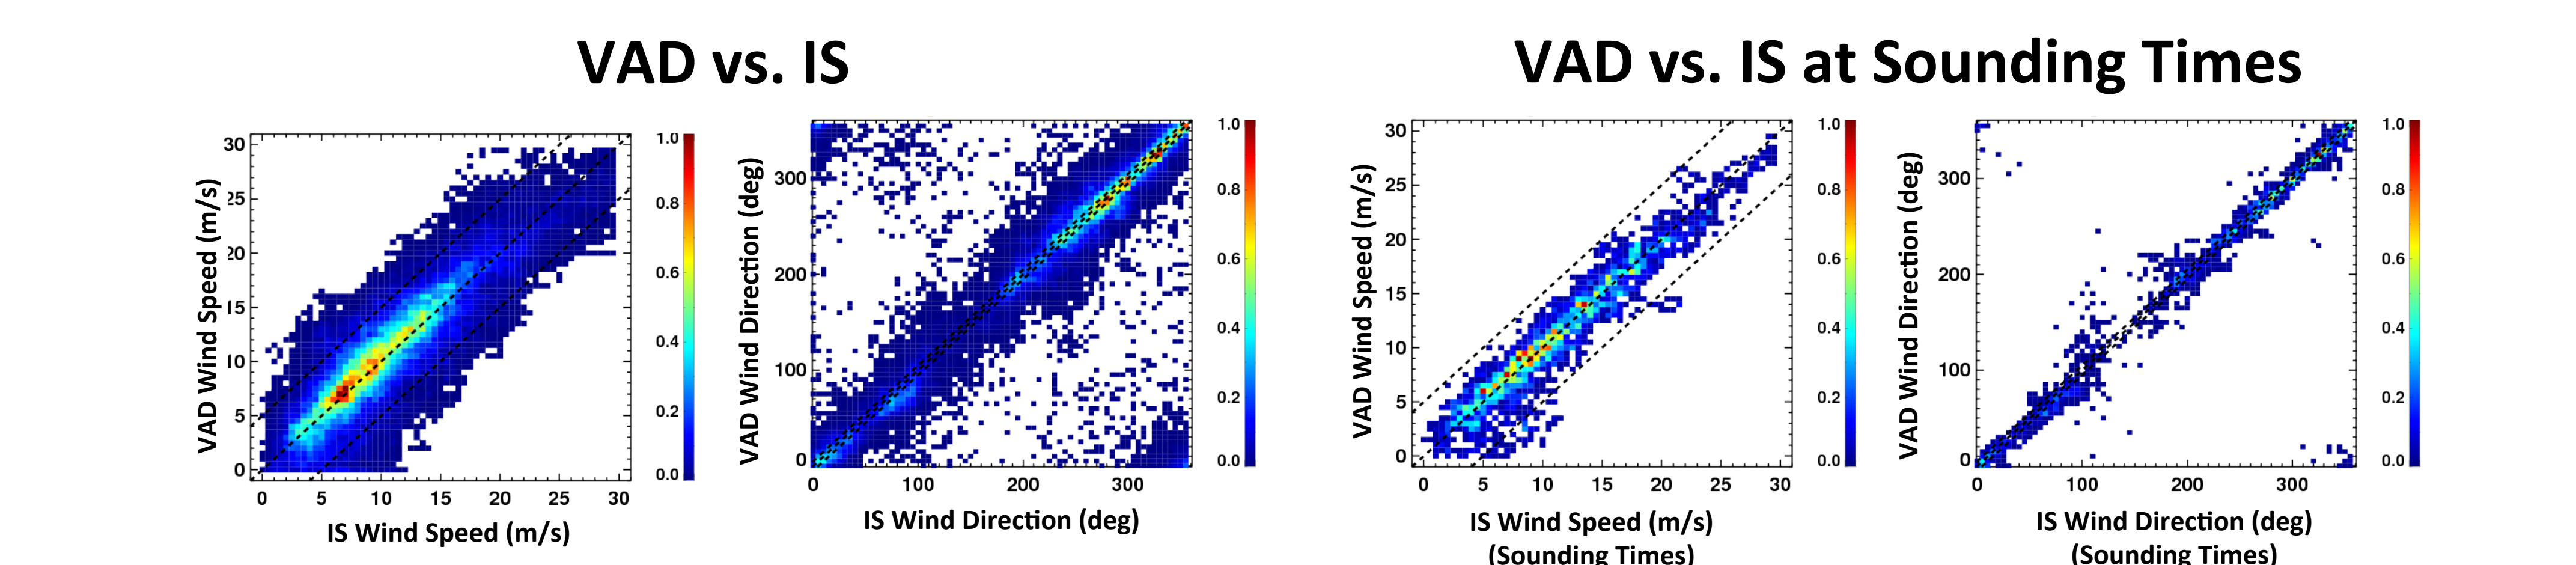 VAD vs. IS
VAD vs. IS at Sounding Times
VAD Wind Speed (m/s)
30
25
20
15
10
5
0
0 5 10 15 20 25 30
IS Wind Speed (m/s)
1.0
0.8
0.6
0.4
0.2
0.0
VAD Wind Direction (deg)
300
200
100
0
0 100 200 300
IS Wind Direction (deg)
1.0
0.8
0.6
0.4
0.2
0.0
VAD Wind Speed (m/s)
30
25
20
15
10
5
0
0 5 10 15 20 25 30
IS Wind Speed (m/s)
(Sounding Times)
1.0
0.8
0.6
0.4
0.2
0.0
VAD Wind Direction (deg)
300
200
100
0
0 100 200 300
IS Wind Direction (deg)
(Sounding Times)
1.0
0.8
0.6
0.4
0.2
0.0